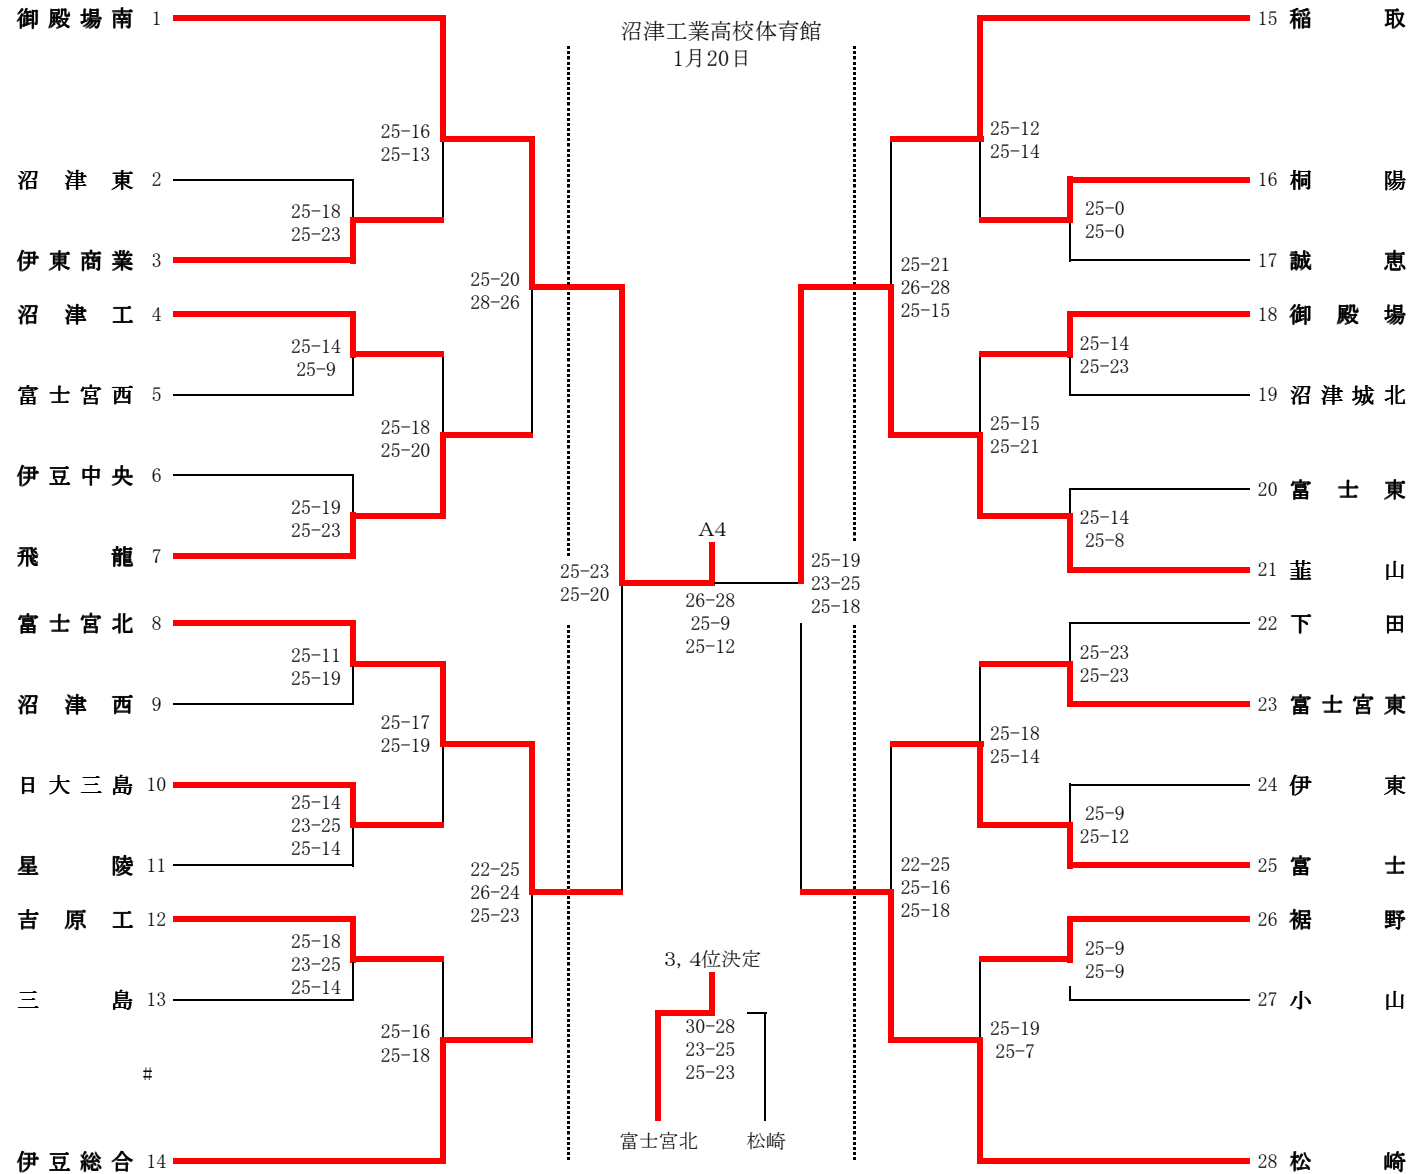 沼津工業高校体育館
1月20日
御殿場南 1
25-16
25-13
沼津東 2
25-18
25-23
伊東商業 3
25-20
28-26
沼津工 4
25-14
25-9
富士宮西 5
25-18
25-20
伊豆中央 6
25-19
25-23
飛龍 7
25-23
25-20
富士宮北 8
25-11
25-19
沼津西 9
25-17
25-19
日大三島 10
25-14
23-25
25-14
星陵 11
22-25
26-24
25-23
吉原工 12
25-18
23-25
25-14
三島 13
25-16
25-18
#
伊豆総合 14
A4
26-28
25-9
25-12
3, 4位決定
30-28
23-25
25-23
富士宮北 松崎
15 稲取
25-12
25-14
16 桐陽
25-0
25-0
17 誠恵
25-21
26-28
25-15
18 御殿場
25-14
25-23
19 沼津城北
25-15
25-21
20 富士東
25-14
25-8
21 韮山
25-19
23-25
25-18
22 下田
25-23
25-23
23 富士宮東
25-18
25-14
24 伊東
25-9
25-12
25 富士
22-25
25-16
25-18
26 裾野
25-9
25-9
27 小山
25-19
25-7
28 松崎